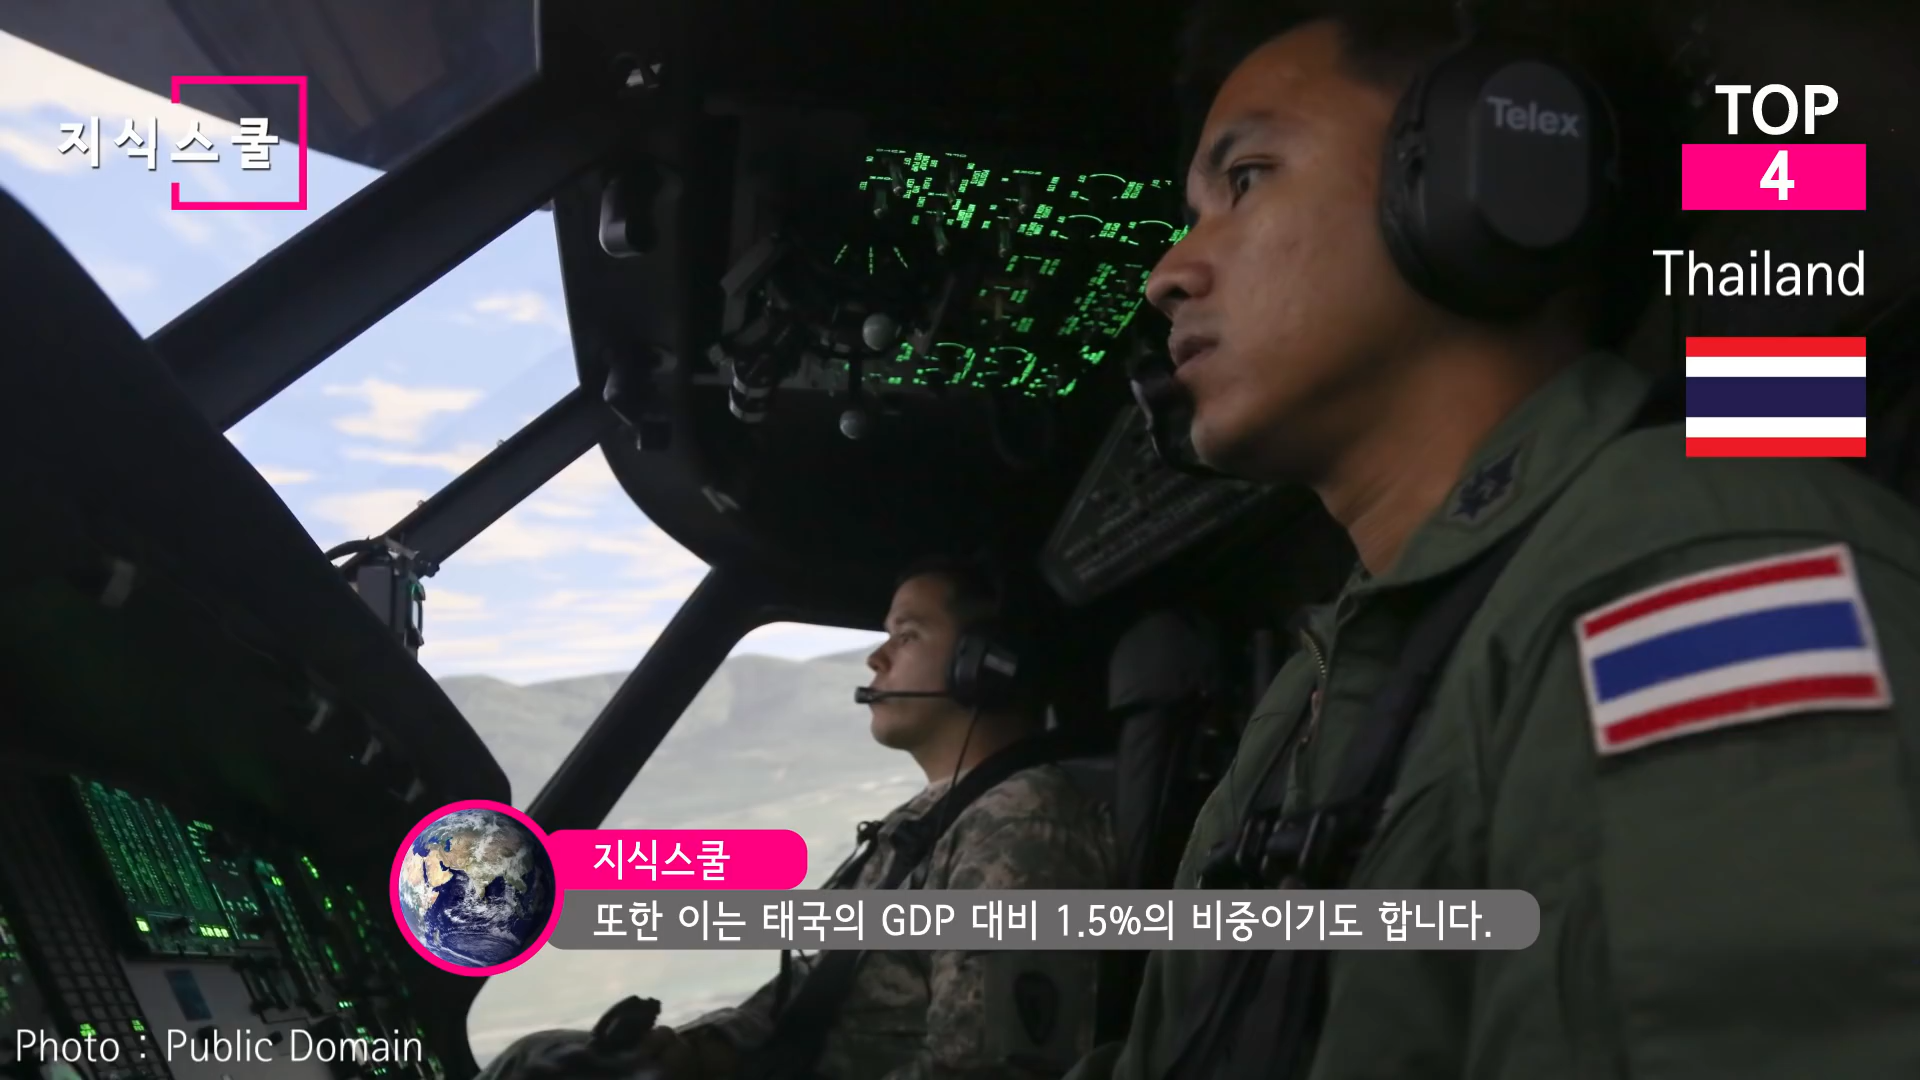 지식스쿨
TOP
4
Thailand
Telex
지식스쿨
또한 이는 태국의 GDP 대비 1.5%의 비중이기도 합니다.
Photo : Public Domain